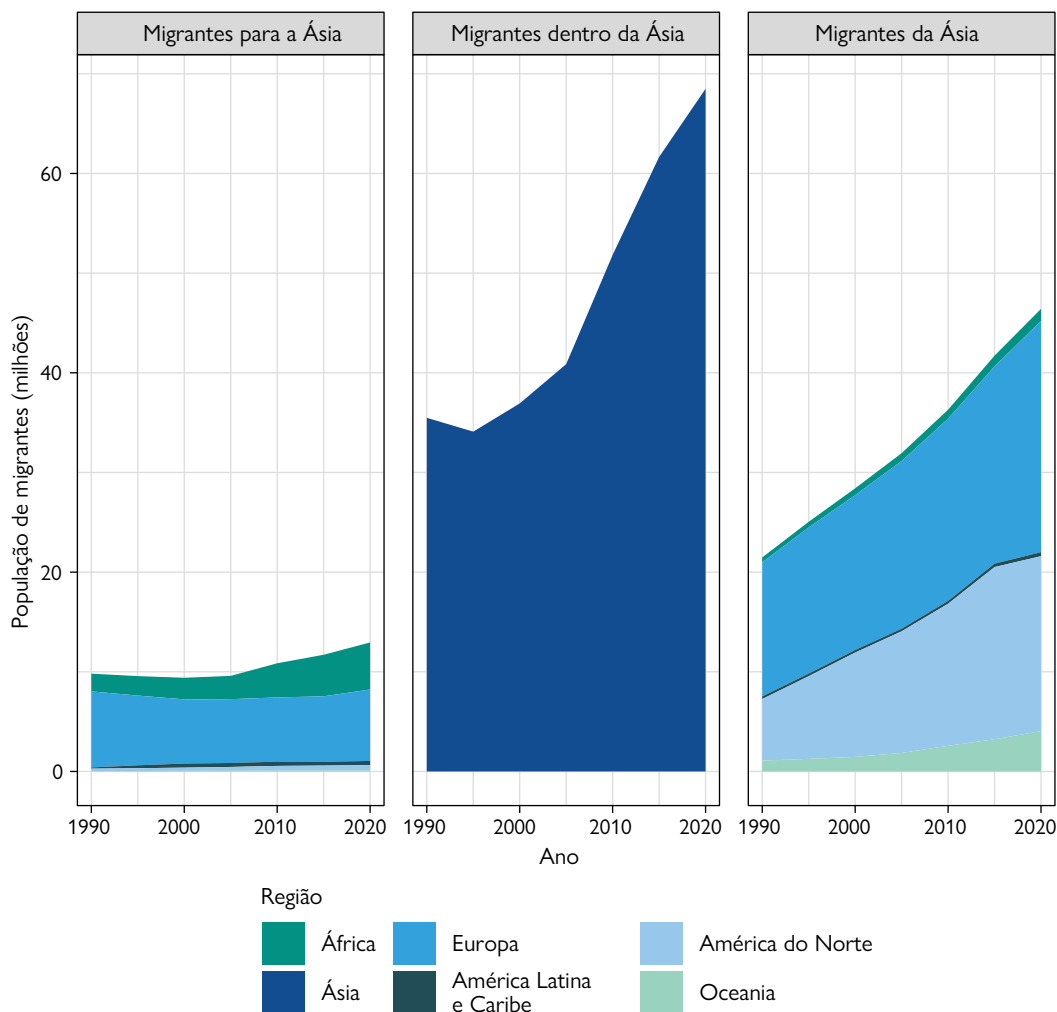 Migrantes para a Ásia
Migrantes dentro da Ásia
Migrantes da Ásia
População de migrantes (milhões)
60
40
20
0
1990 2000 2010 2020
1990 2000 2010 2020
1990 2000 2010 2020
Ano
Região
África
Europa
América do Norte
Ásia
América Latina
e Caribe
Oceania